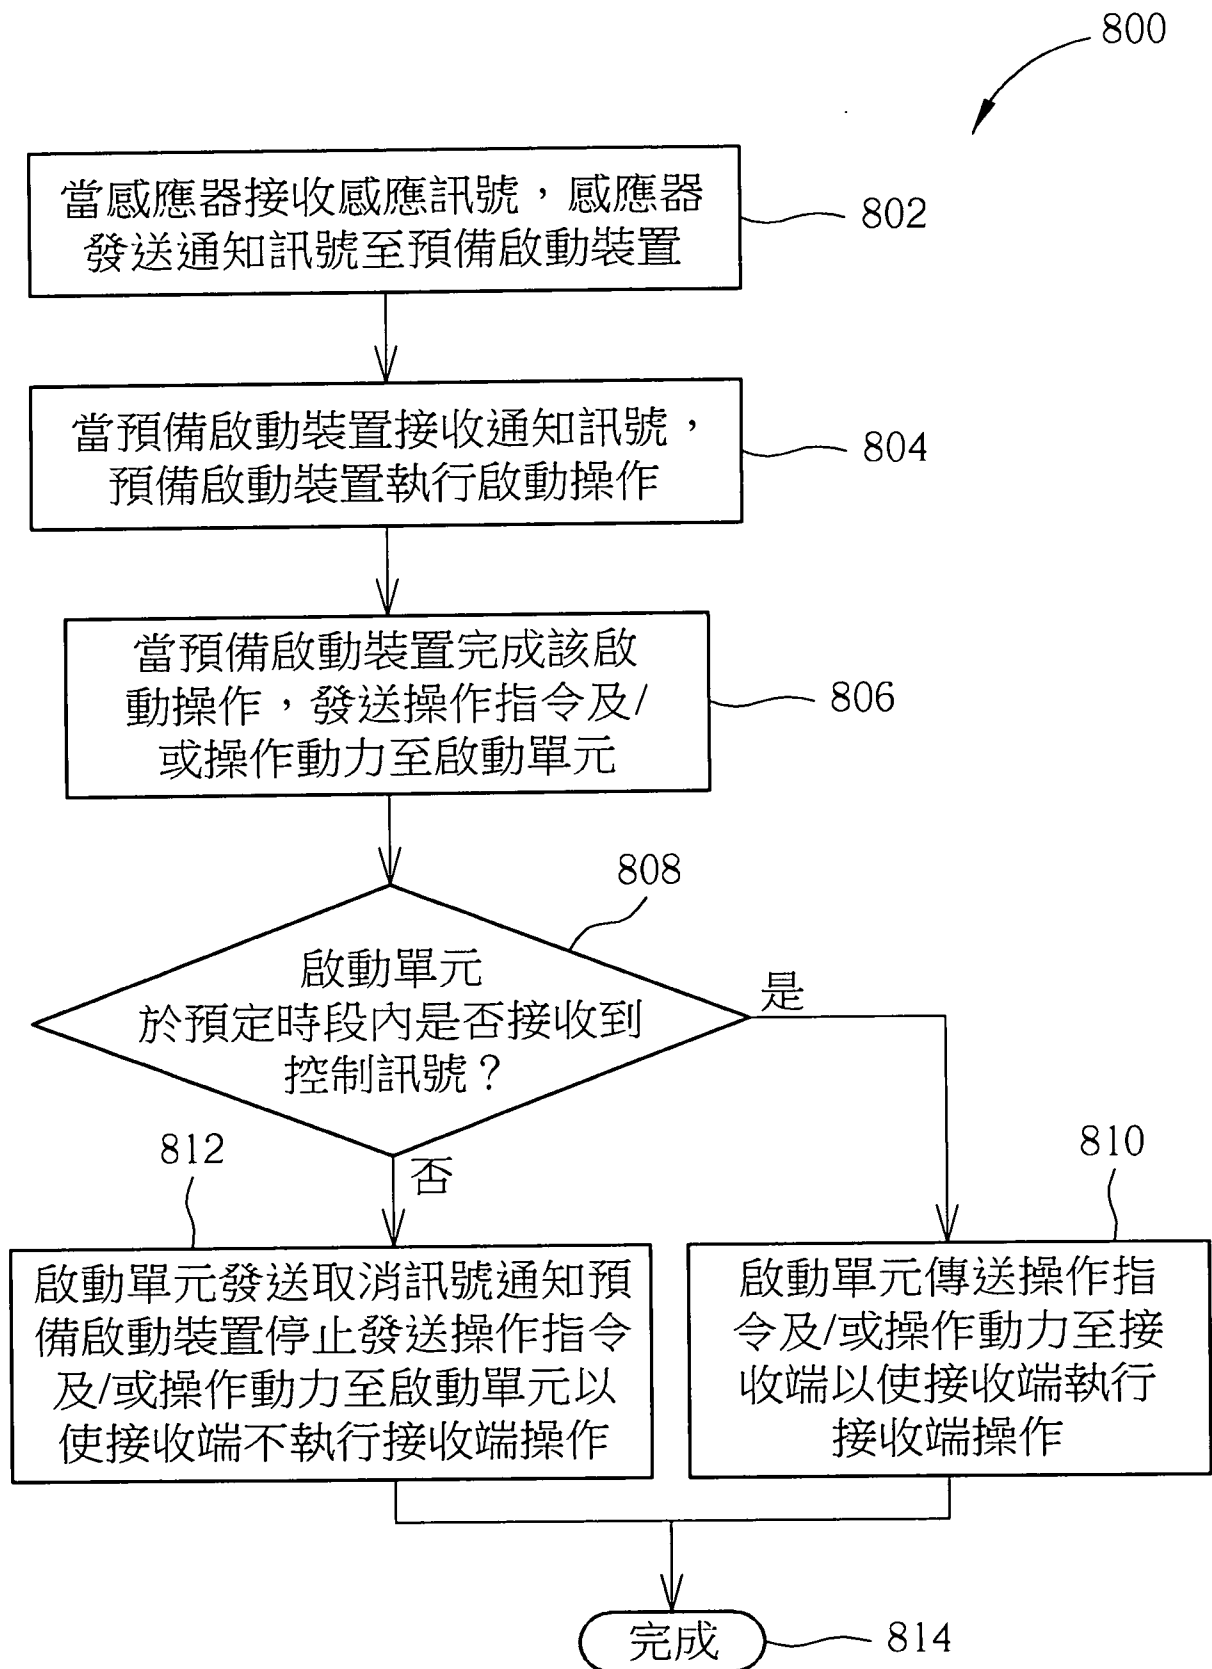 800
當感應器接收感應訊號，感應器
發送通知訊號至預備啟動裝置
802
當預備啟動裝置接收通知訊號，
預備啟動裝置執行啟動操作
804
當預備啟動裝置完成該啟
動操作，發送操作指令及/
或操作動力至啟動單元
806
808
啟動單元
於預定時段內是否接收到
控制訊號？
是
否
812
啟動單元發送取消訊號通知預
備啟動裝置停止發送操作指令
及/或操作動力至啟動單元以
使接收端不執行接收端操作
810
啟動單元傳送操作指
令及/或操作動力至接
收端以使接收端執行
接收端操作
完成
814